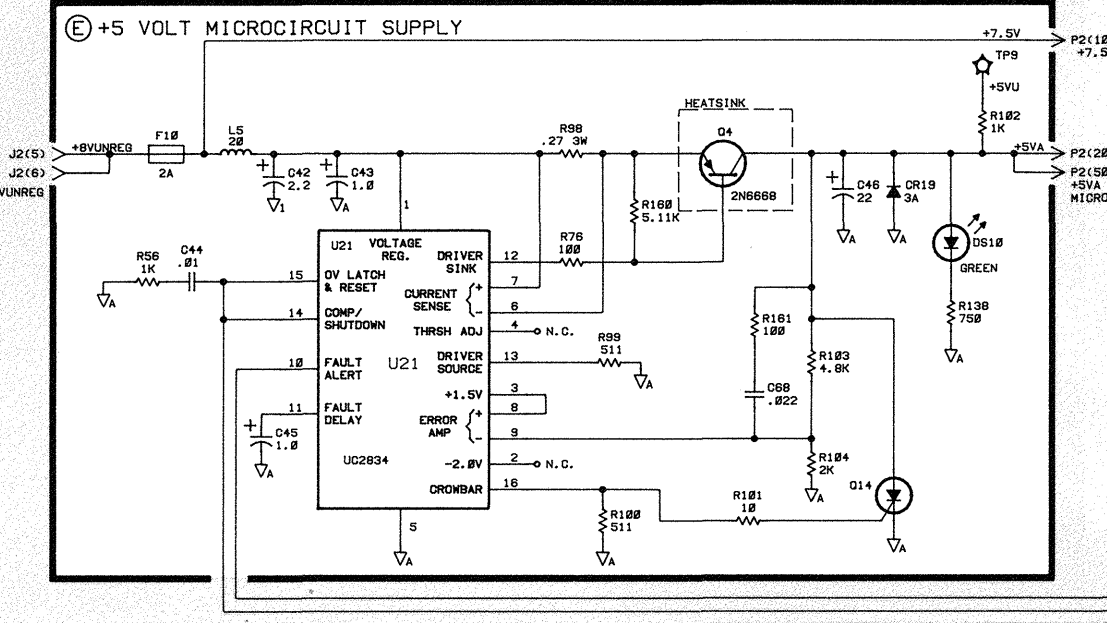 E +5 VOLT MICROCIRCUIT SUPPLY
+7.5V
P2(10
+7.5
TP9
+5VU
R102
1K
HEATSINK
Q4
2N6668
F10
2A
L5
20
R98
.27 3W
J2(5)
J2(6)
VUNREG
+8VUNREG
+5VA
P2(20
P2(50
+5VA
MICRO
C42
2.2
1
C43
1.0
A
1
R160
5.11K
C46
22
A
CR19
3A
A
DS10
GREEN
R138
750
A
R56
1K
A
C44
.01
R76
100
U21
VOLTAGE
REG.
DRIVER
SINK
12
15
OV LATCH
& RESET
7
CURRENT
SENSE
+
-
6
14
COMP/
SHUTDOWN
THRSH ADJ
4
N.C.
10
FAULT
ALERT
U21
DRIVER
SOURCE
13
R99
511
A
+1.5V
3
11
FAULT
DELAY
ERROR
AMP
+
-
8
9
C45
1.0
A
UC2834
-2.0V
2
N.C.
CROWBAR
16
5
A
R100
511
A
R101
10
R161
100
C68
.022
R103
4.8K
R104
2K
A
Q14
A